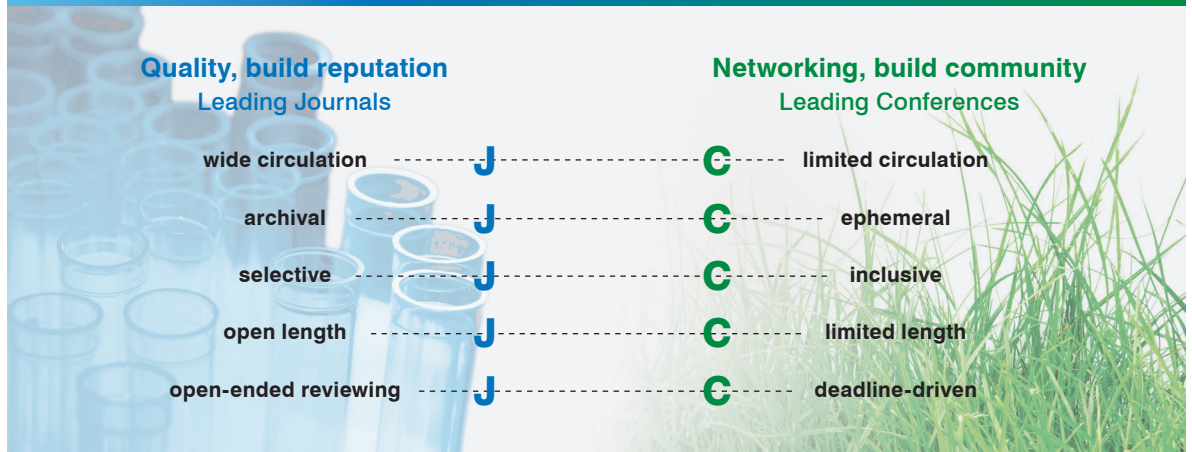 Quality, build reputation
Leading Journals
Networking, build community
Leading Conferences
wide circulation J C limited circulation
archival J C ephemeral
selective J C inclusive
open length J C limited length
open-ended reviewing J C deadline-driven